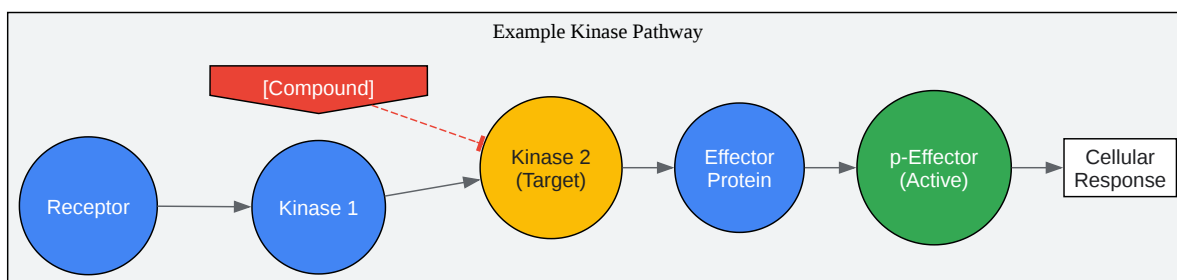 Example Kinase Pathway
[Compound]
Receptor
Kinase 1
Kinase 2
(Target)
Effector
Protein
p-Effector
(Active)
Cellular
Response